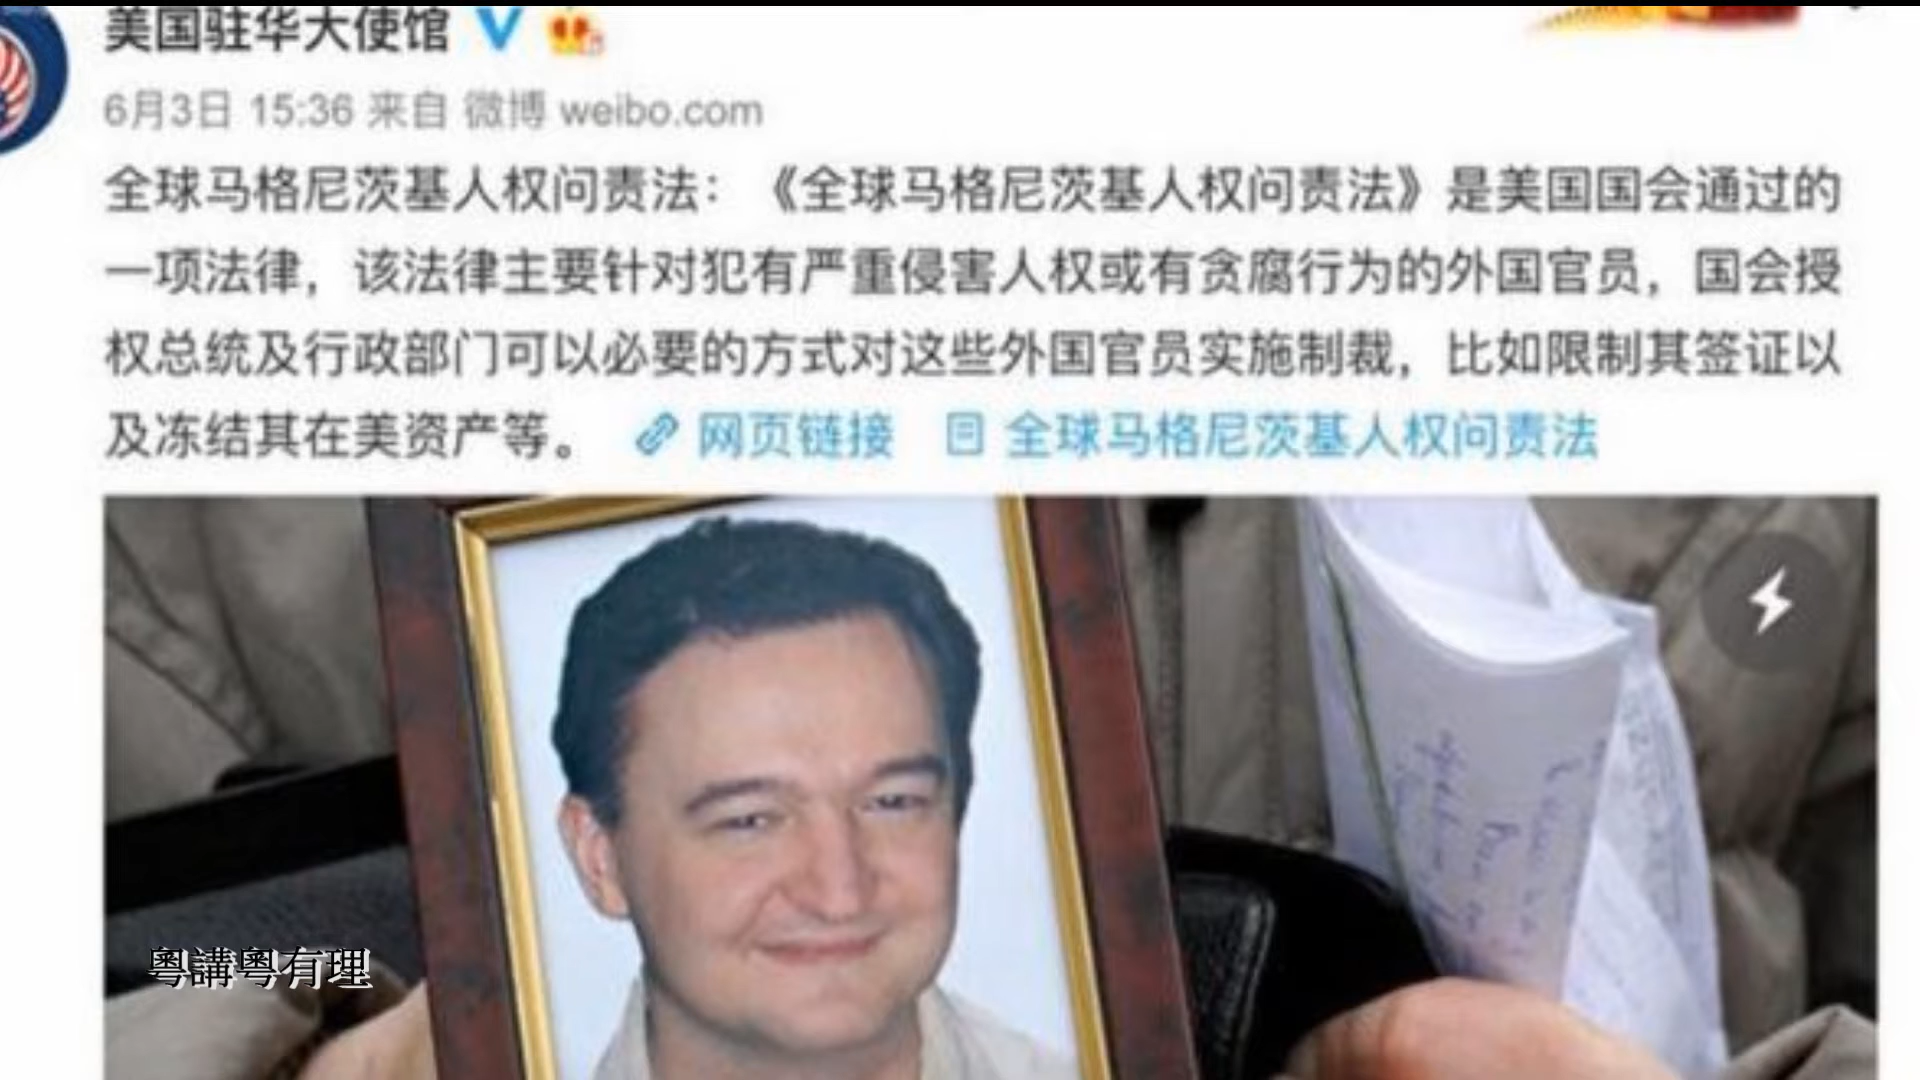 美国驻华大使馆
6月3日 15:36 来自 微博 weibo.com
全球马格尼茨基人权问责法：《全球马格尼茨基人权问责法》是美国国会通过的
一项法律，该法律主要针对犯有严重侵害人权或有贪腐行为的外国官员，国会授
权总统及行政部门可以必要的方式对这些外国官员实施制裁，比如限制其签证以
及冻结其在美资产等。 网页链接 全球马格尼茨基人权问责法
粵講粵有理